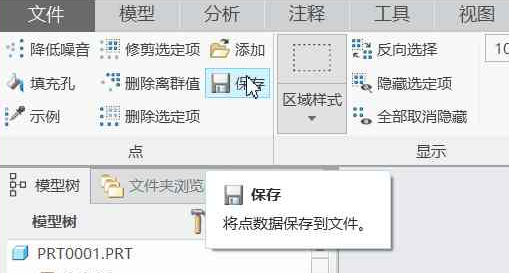 文件 模型 分析 注释 工具 视图
降低噪音 修剪选定项 添加 反向选择 10
填充孔 删除离群值 保存 区域样式 隐藏选定项
示例 删除选定项 全部取消隐藏
点 显示
模型树 文件夹浏览
保存
模型树
将点数据保存到文件。
PRT0001.PRT